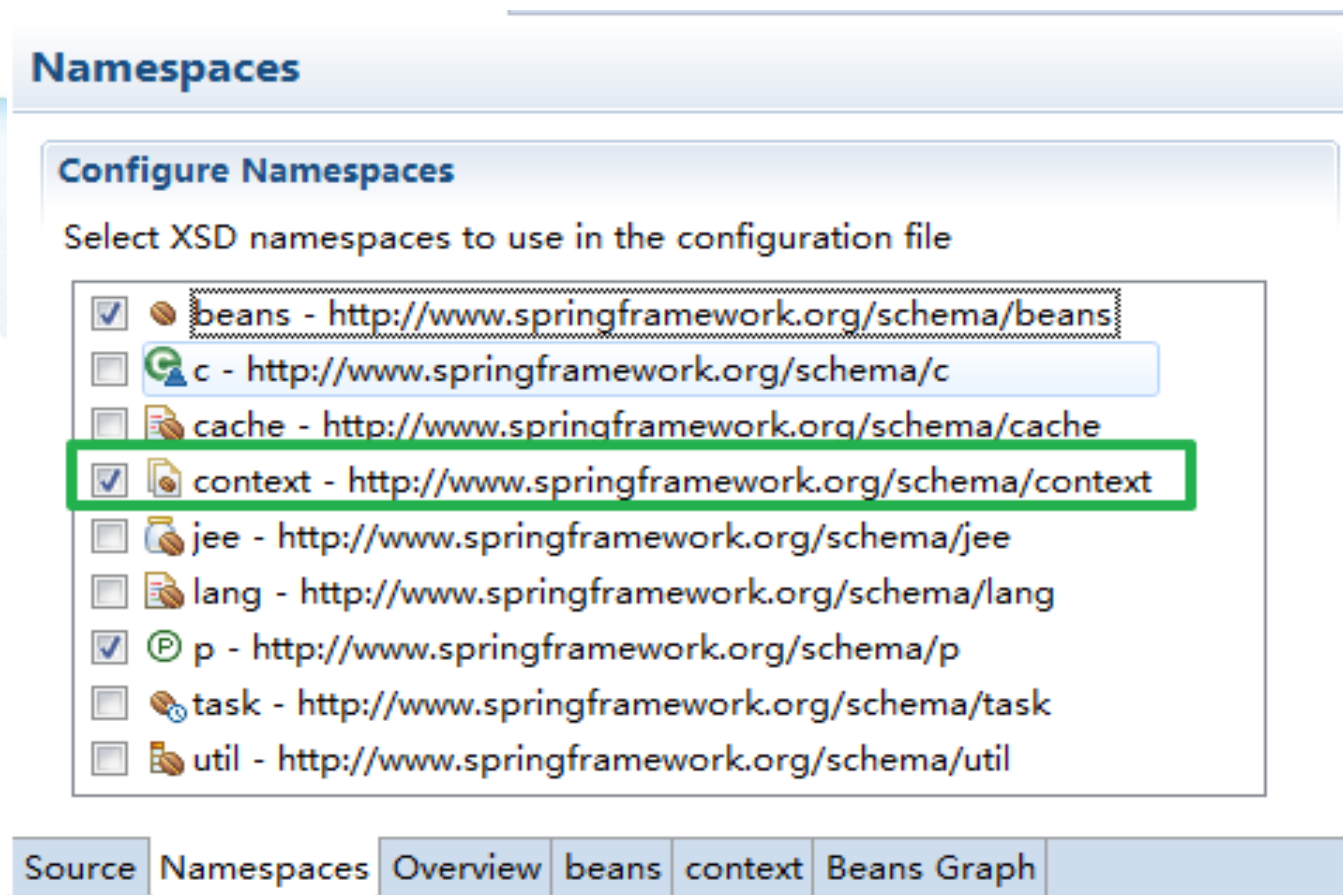 Namespaces
Configure Namespaces
Select XSD namespaces to use in the configuration file
beans - http://www.springframework.org/schema/beans
c - http://www.springframework.org/schema/c
cache - http://www.springframework.org/schema/cache
context - http://www.springframework.org/schema/context
jee - http://www.springframework.org/schema/jee
lang - http://www.springframework.org/schema/lang
p - http://www.springframework.org/schema/p
task - http://www.springframework.org/schema/task
util - http://www.springframework.org/schema/util
Source Namespaces Overview beans context Beans Graph